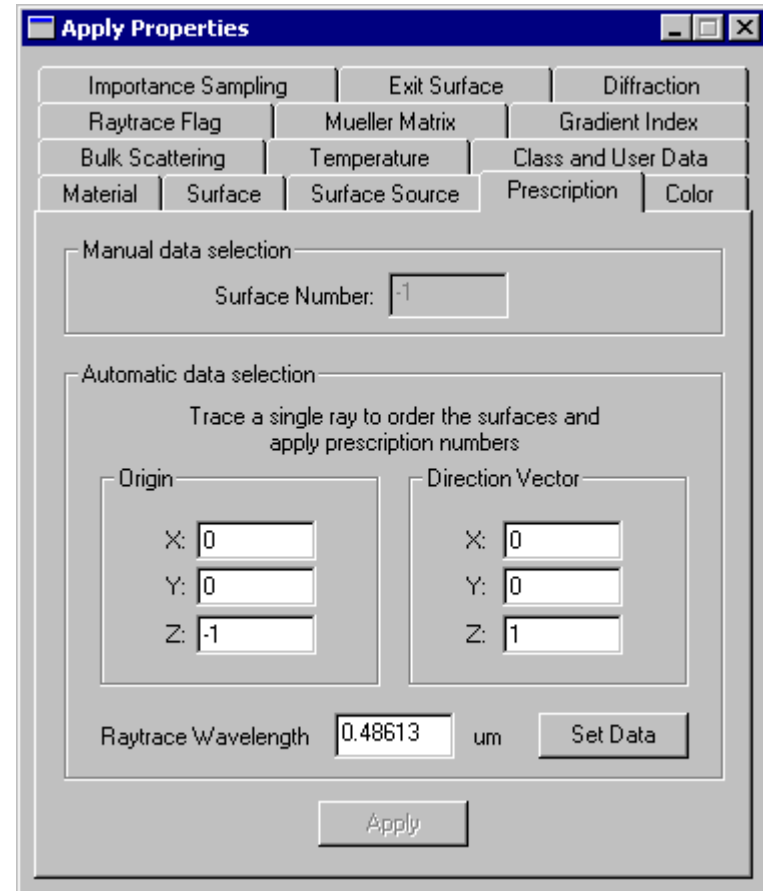 Apply Properties
Importance Sampling Exit Surface Diffraction
Raytrace Flag Mueller Matrix Gradient Index
Bulk Scattering Temperature Class and User Data
Material Surface Surface Source Prescription Color
Manual data selection
Surface Number: -1
Automatic data selection
Trace a single ray to order the surfaces and
apply prescription numbers
Origin Direction Vector
X: 0 X: 0
Y: 0 Y: 0
Z: -1 Z: 1
Raytrace Wavelength 0.48613 um Set Data
Apply